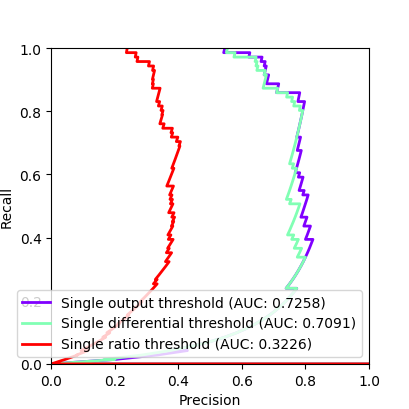 1.0
0.8
0.6
0.4
0.2
0.0
Recall
Single output threshold (AUC: 0.7258)
Single differential threshold (AUC: 0.7091)
Single ratio threshold (AUC: 0.3226)
0.0 0.2 0.4 0.6 0.8 1.0
Precision